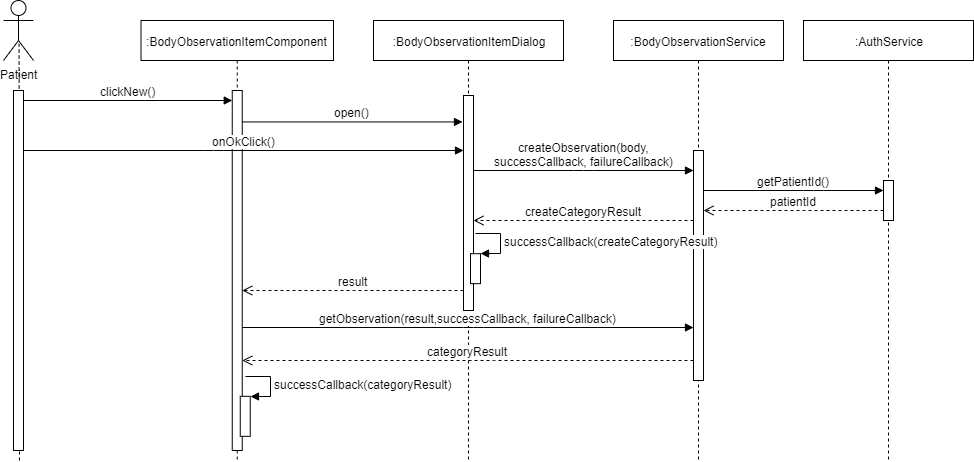 :BodyObservationItemComponent
:BodyObservationItemDialog
:BodyObservationService
:AuthService
Patient
clickNew()
open()
onOkClick()
createObservation(body,
successCallback, failureCallback)
getPatientId()
patientId
createCategoryResult
successCallback(createCategoryResult)
result
getObservation(result,successCallback, failureCallback)
categoryResult
successCallback(categoryResult)